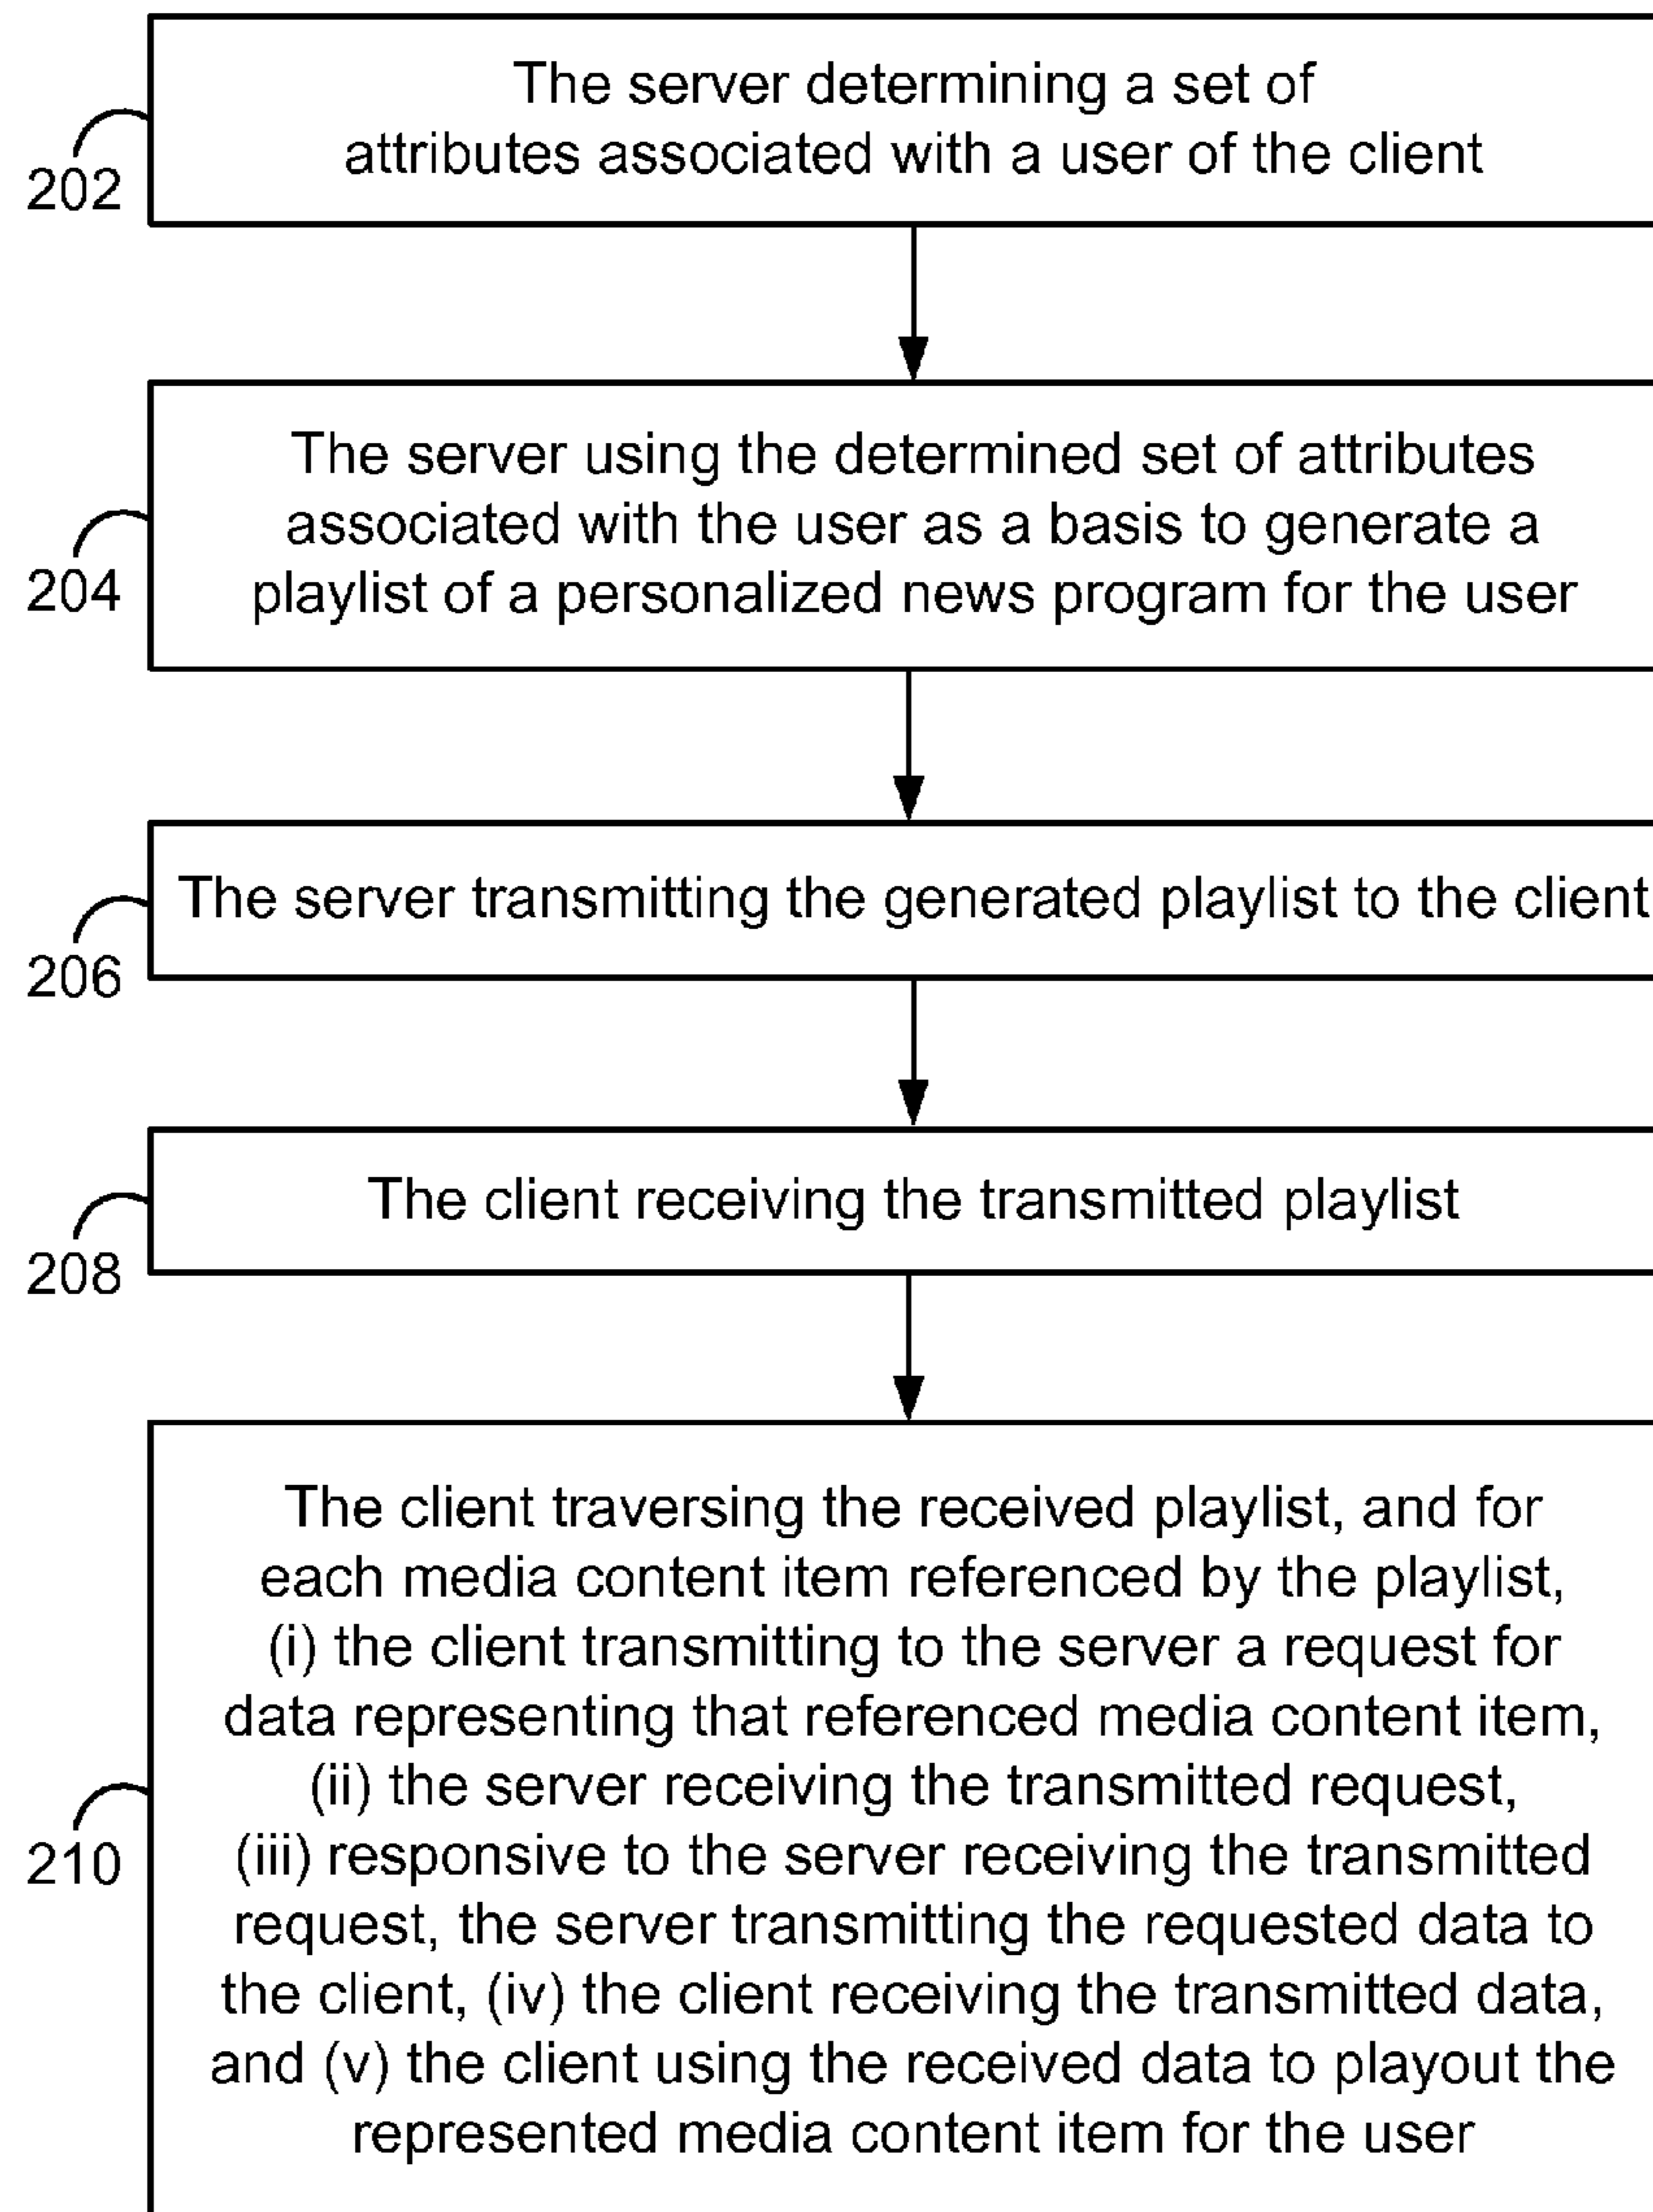 The server determining a set of
attributes associated with a user of the client
202
The server using the determined set of attributes
associated with the user as a basis to generate a
playlist of a personalized news program for the user
204
The server transmitting the generated playlist to the client
206
The client receiving the transmitted playlist
208
The client traversing the received playlist, and for
each media content item referenced by the playlist,
(i) the client transmitting to the server a request for
data representing that referenced media content item,
(ii) the server receiving the transmitted request,
(iii) responsive to the server receiving the transmitted
request, the server transmitting the requested data to
the client, (iv) the client receiving the transmitted data,
and (v) the client using the received data to playout the
represented media content item for the user
210